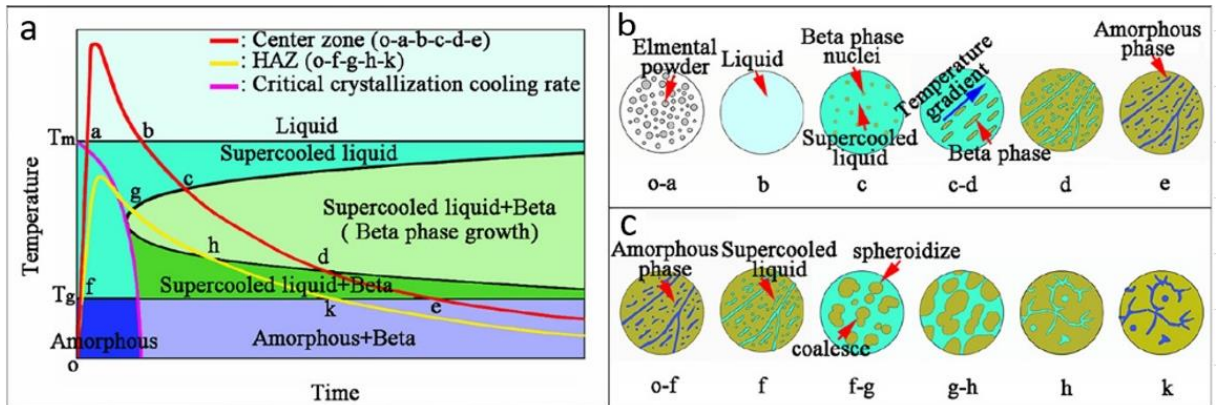 a
: Center zone (o-a-b-c-d-e)
: HAZ (o-f-g-h-k)
: Critical crystallization cooling rate
Liquid
a
b
Tm
Supercooled liquid
g
c
Supercooled liquid+Beta
( Beta phase growth)
h
d
Supercooled liquid+Beta
Tg
f
k
e
Amorphous
Amorphous+Beta
o
Temperature
Time
b
Elmental
powder
Liquid
Beta phase
nuclei
Supercooled
liquid
Temperature
gradient
Beta phase
Amorphous
phase
o-a
b
c
c-d
d
e
c
Amorphous
phase
Supercooled
liquid
spheroidize
coalesce
o-f
f
f-g
g-h
h
k